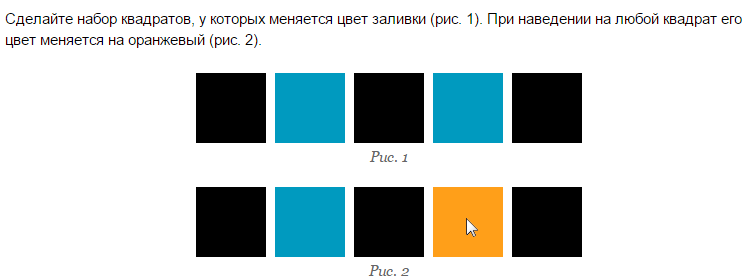 Сделайте набор квадратов, у которых меняется цвет заливки (рис. 1). При наведении на любой квадрат его
цвет меняется на оранжевый (рис. 2).
Рис. 1
Рис. 2